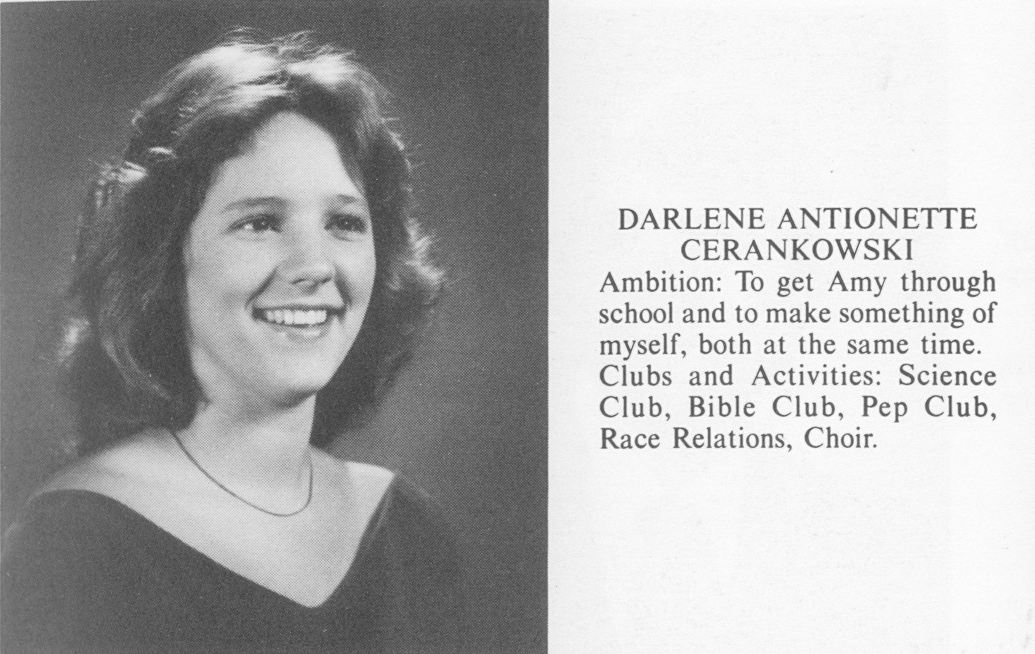 DARLENE ANTIONETTE
CERANKOWSKI
Ambition: To get Amy through
school and to make something of
myself, both at the same time.
Clubs and Activities: Science
Club, Bible Club, Pep Club,
Race Relations, Choir.